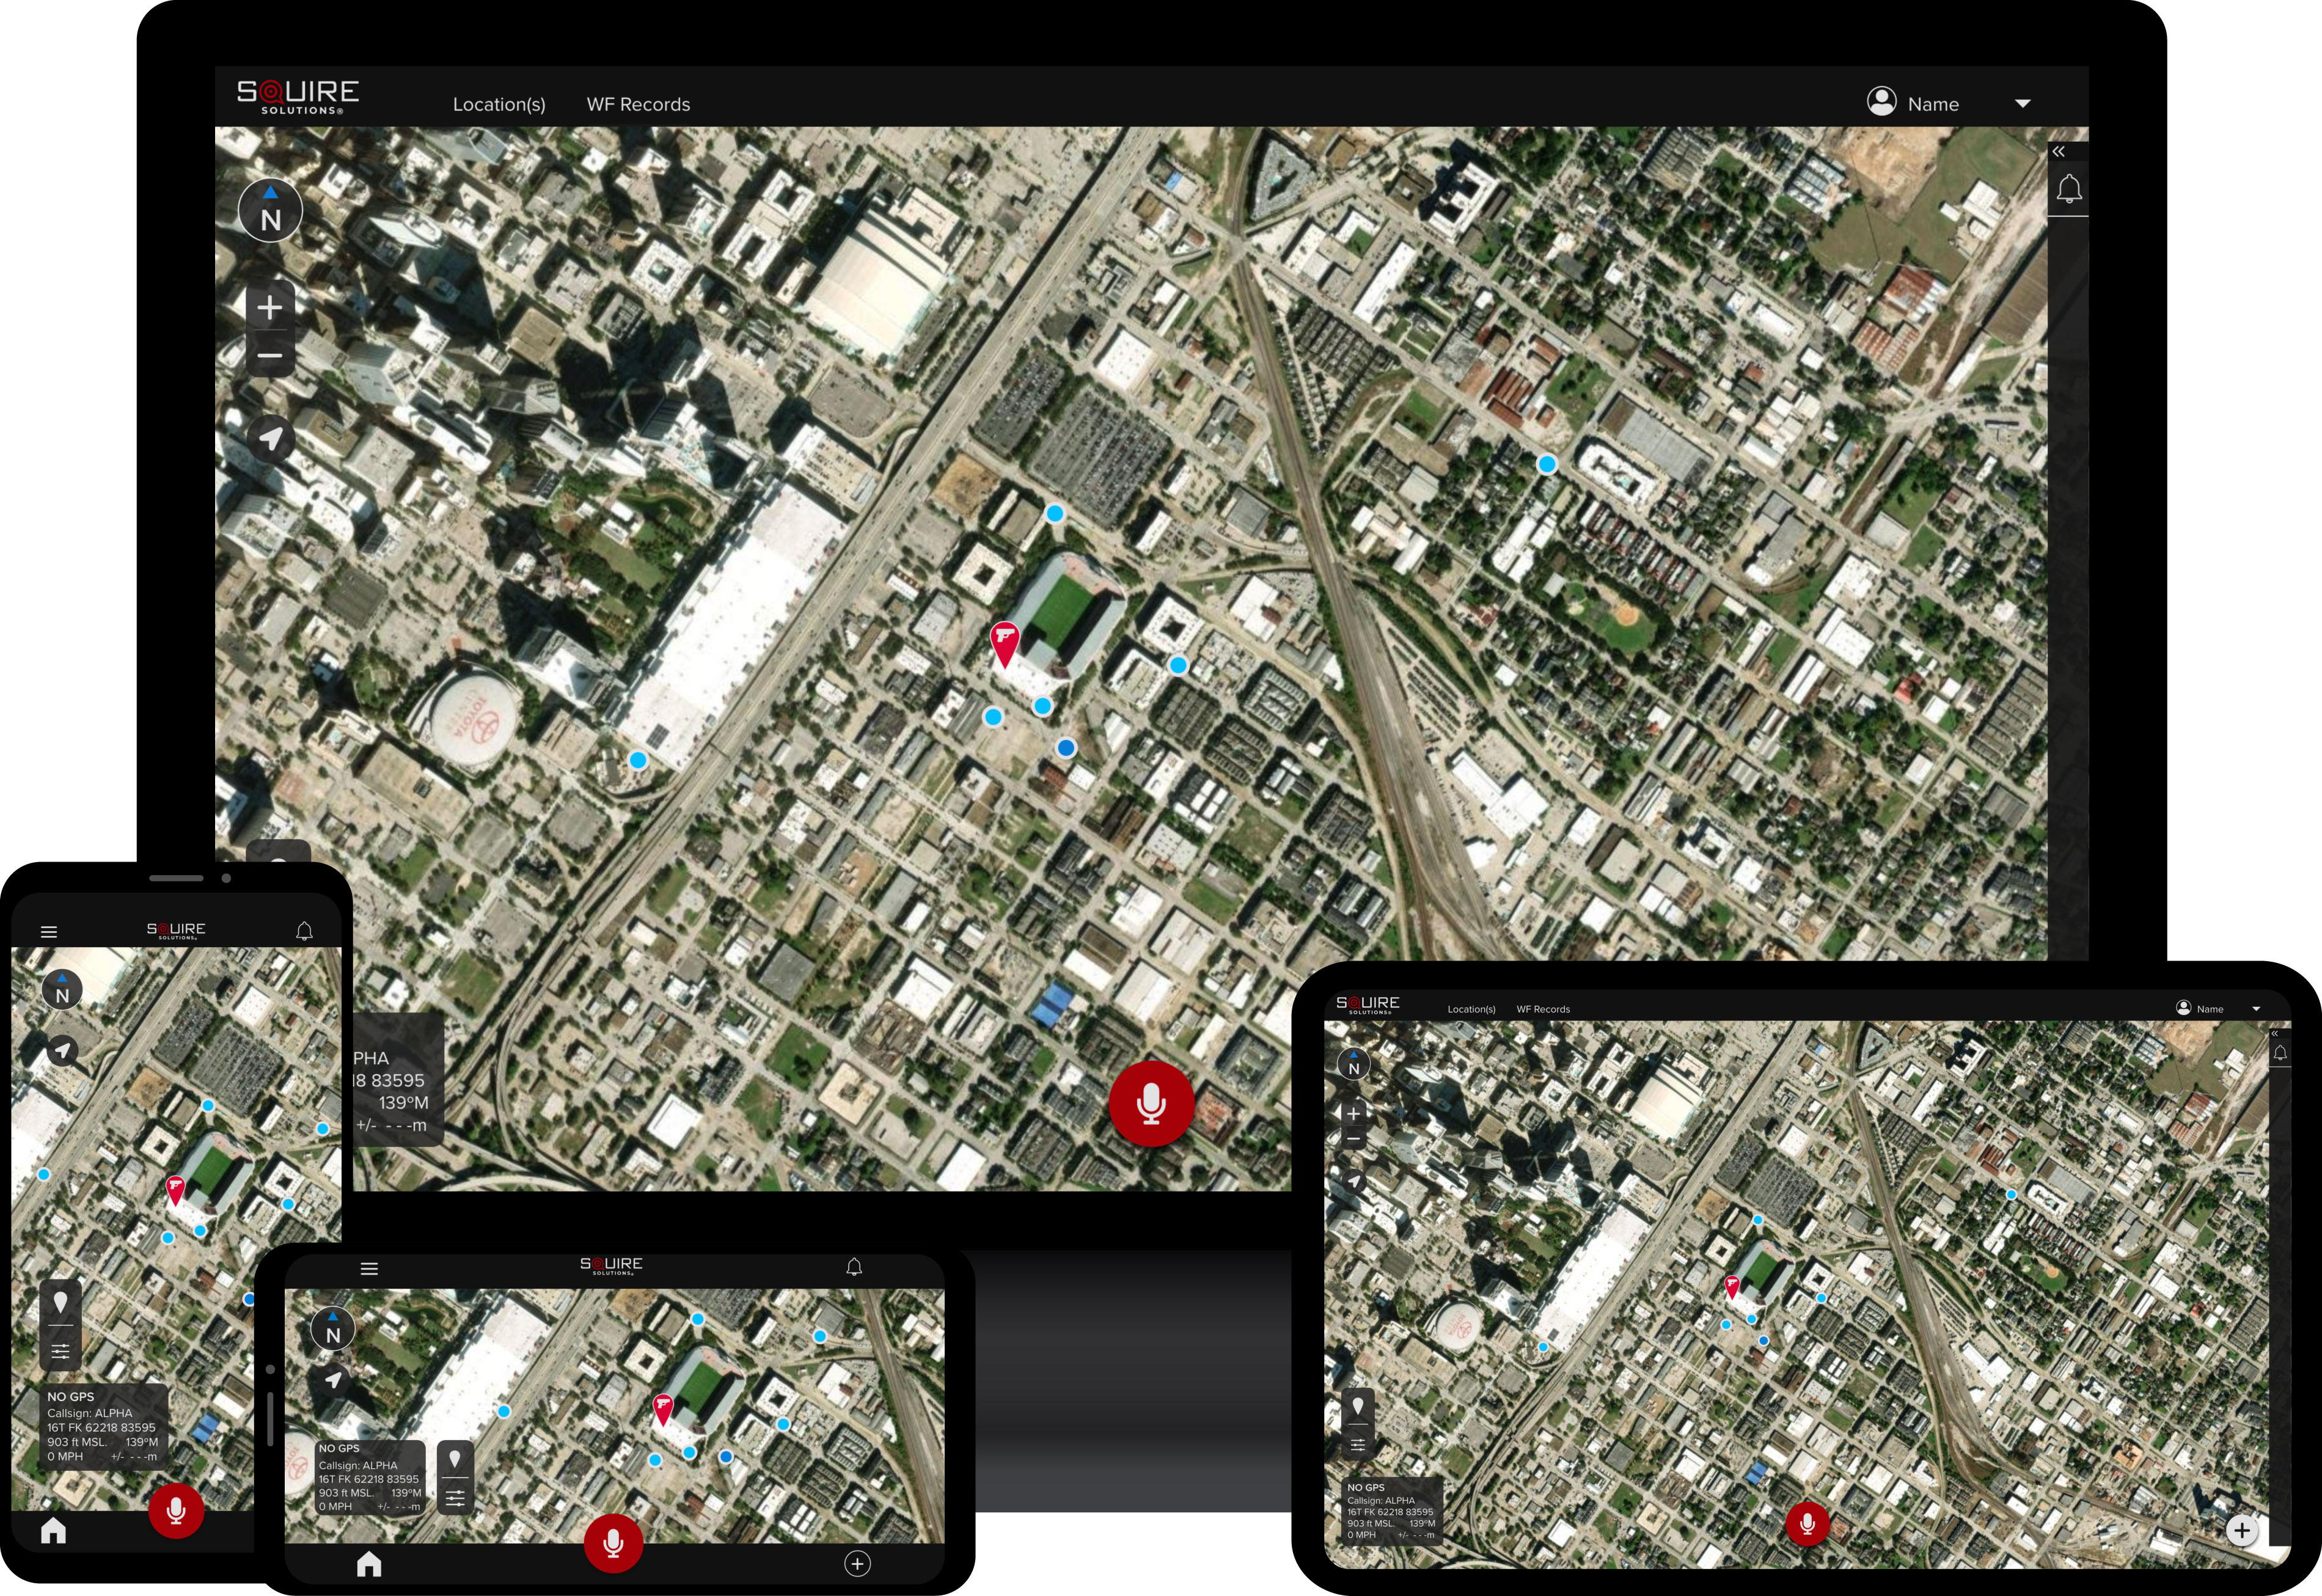 SQUIRE
SOLUTIONS®
Location(s)
WF Records
Name
N
TOYOTA
PHA
18 83595
139°M
+/- - - -m
SQUIRE
SOLUTIONS®
N
NO GPS
Callsign: ALPHA
16T FK 62218 83595
903 ft MSL. 139°M
0 MPH +/- - - -m
SQUIRE
SOLUTIONS®
N
NO GPS
Callsign: ALPHA
16T FK 62218 83595
903 ft MSL. 139°M
0 MPH +/- - - -m
SQUIRE
SOLUTIONS®
Location(s)
WF Records
Name
N
NO GPS
Callsign: ALPHA
16T FK 62218 83595
903 ft MSL. 139°M
0 MPH +/- - - -m